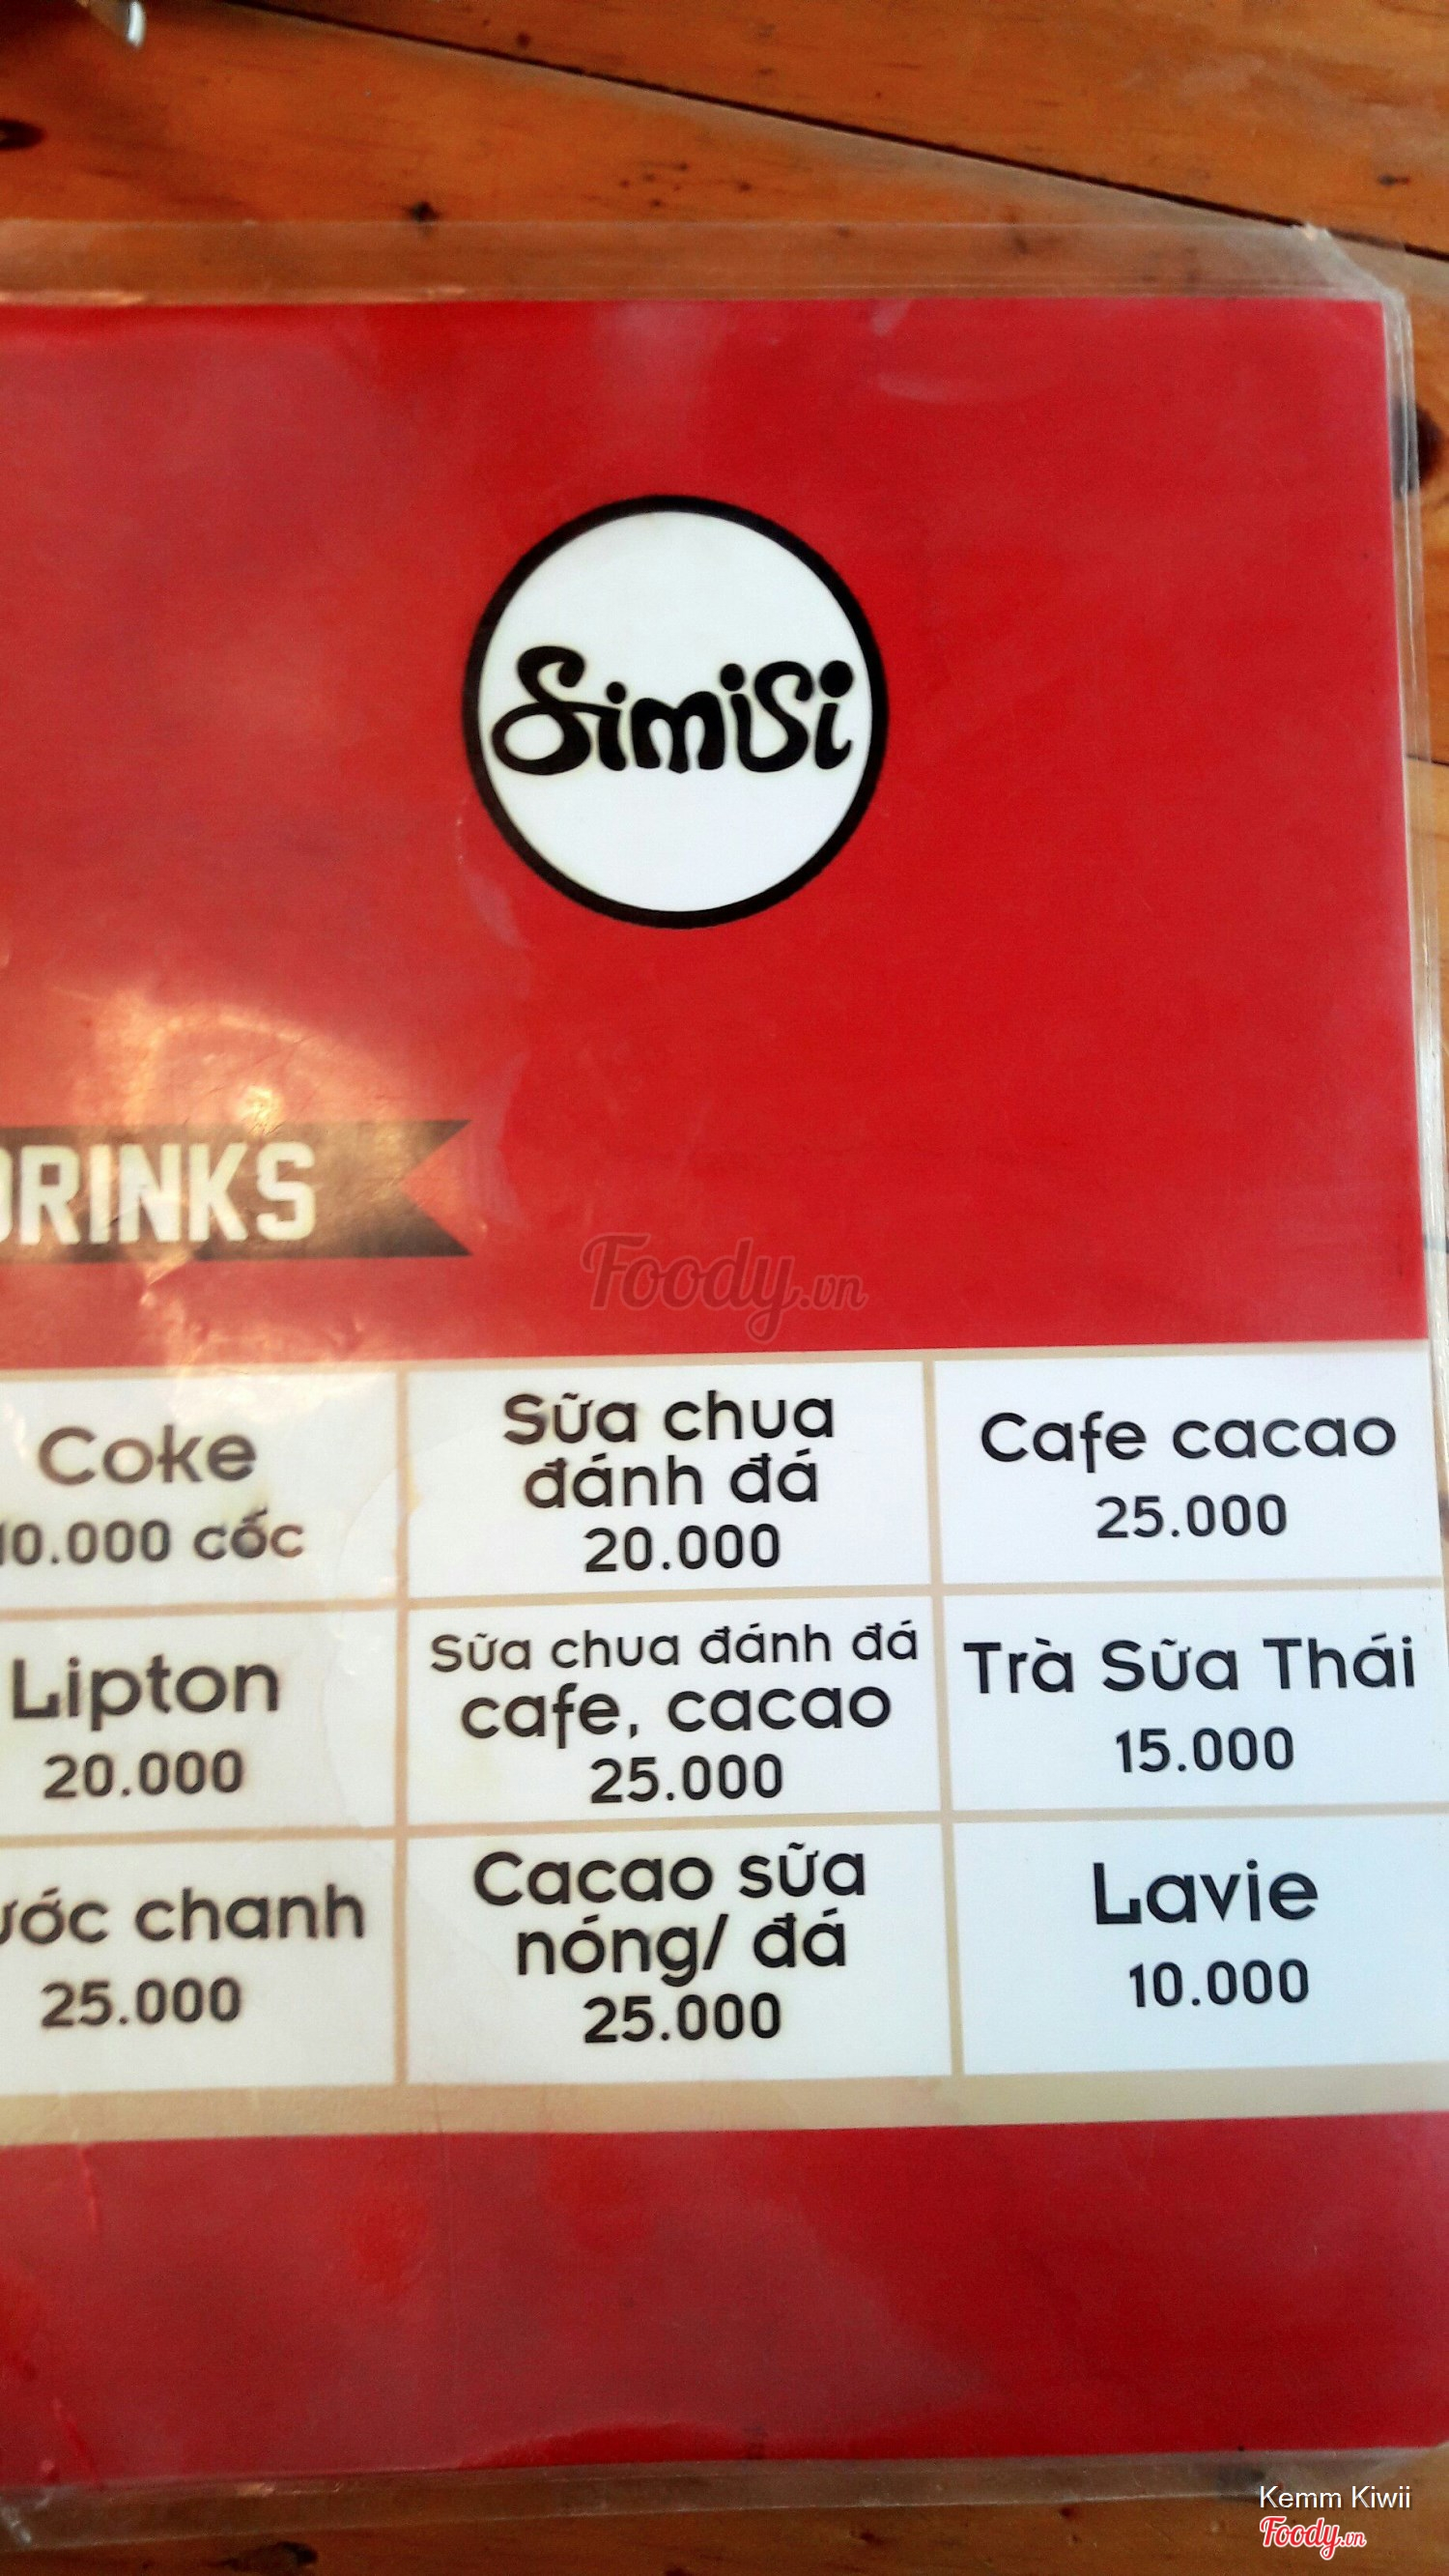 Simisi
DRINKS
Foody.vn
Coke
10.000 cốc
Sữa chua
đánh đá
20.000
Cafe cacao
25.000
Lipton
20.000
Sữa chua đánh đá
cafe, cacao
25.000
Trà Sữa Thái
15.000
chanh
25.000
Cacao sữa
nóng/ đá
25.000
Lavie
10.000
Kemm Kiwii
Foody.vn